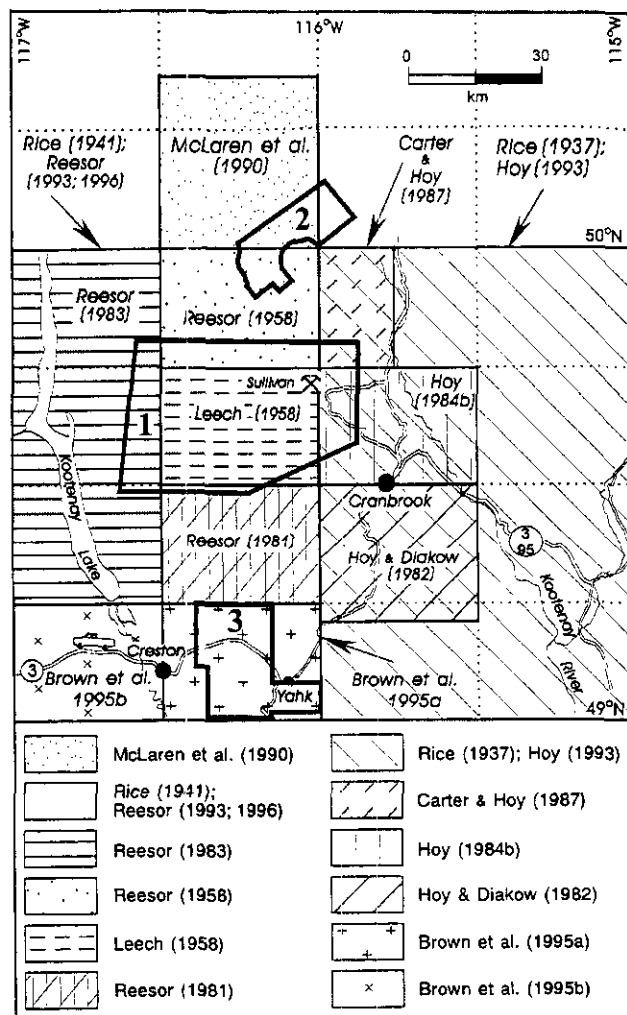 117°W
116°W
115°W
0 30
km
Rice (1941);
Reesor
(1993; 1996)
McLaren et al.
(1990)
Carter
&
Hoy
(1987)
Rice (1937);
Hoy (1993)
2
50°N
Reesor
(1983)
Reesor (1958)
Sullivan
Hoy
(1984b)
1
Leech (1958)
Kootenay
Lake
Cranbrook
Reesor (1981)
Hoy & Diakow
(1982)
3
95
Kootenay
River
3
Creston
3
Brown et al.
1995b
Yahk
Brown et al.
1995a
49°N
McLaren et al. (1990)
Rice (1941);
Reesor (1993; 1996)
Reesor (1983)
Reesor (1958)
Leech (1958)
Reesor (1981)
Rice (1937); Hoy (1993)
Carter & Hoy (1987)
Hoy (1984b)
Hoy & Diakow (1982)
Brown et al. (1995a)
Brown et al. (1995b)